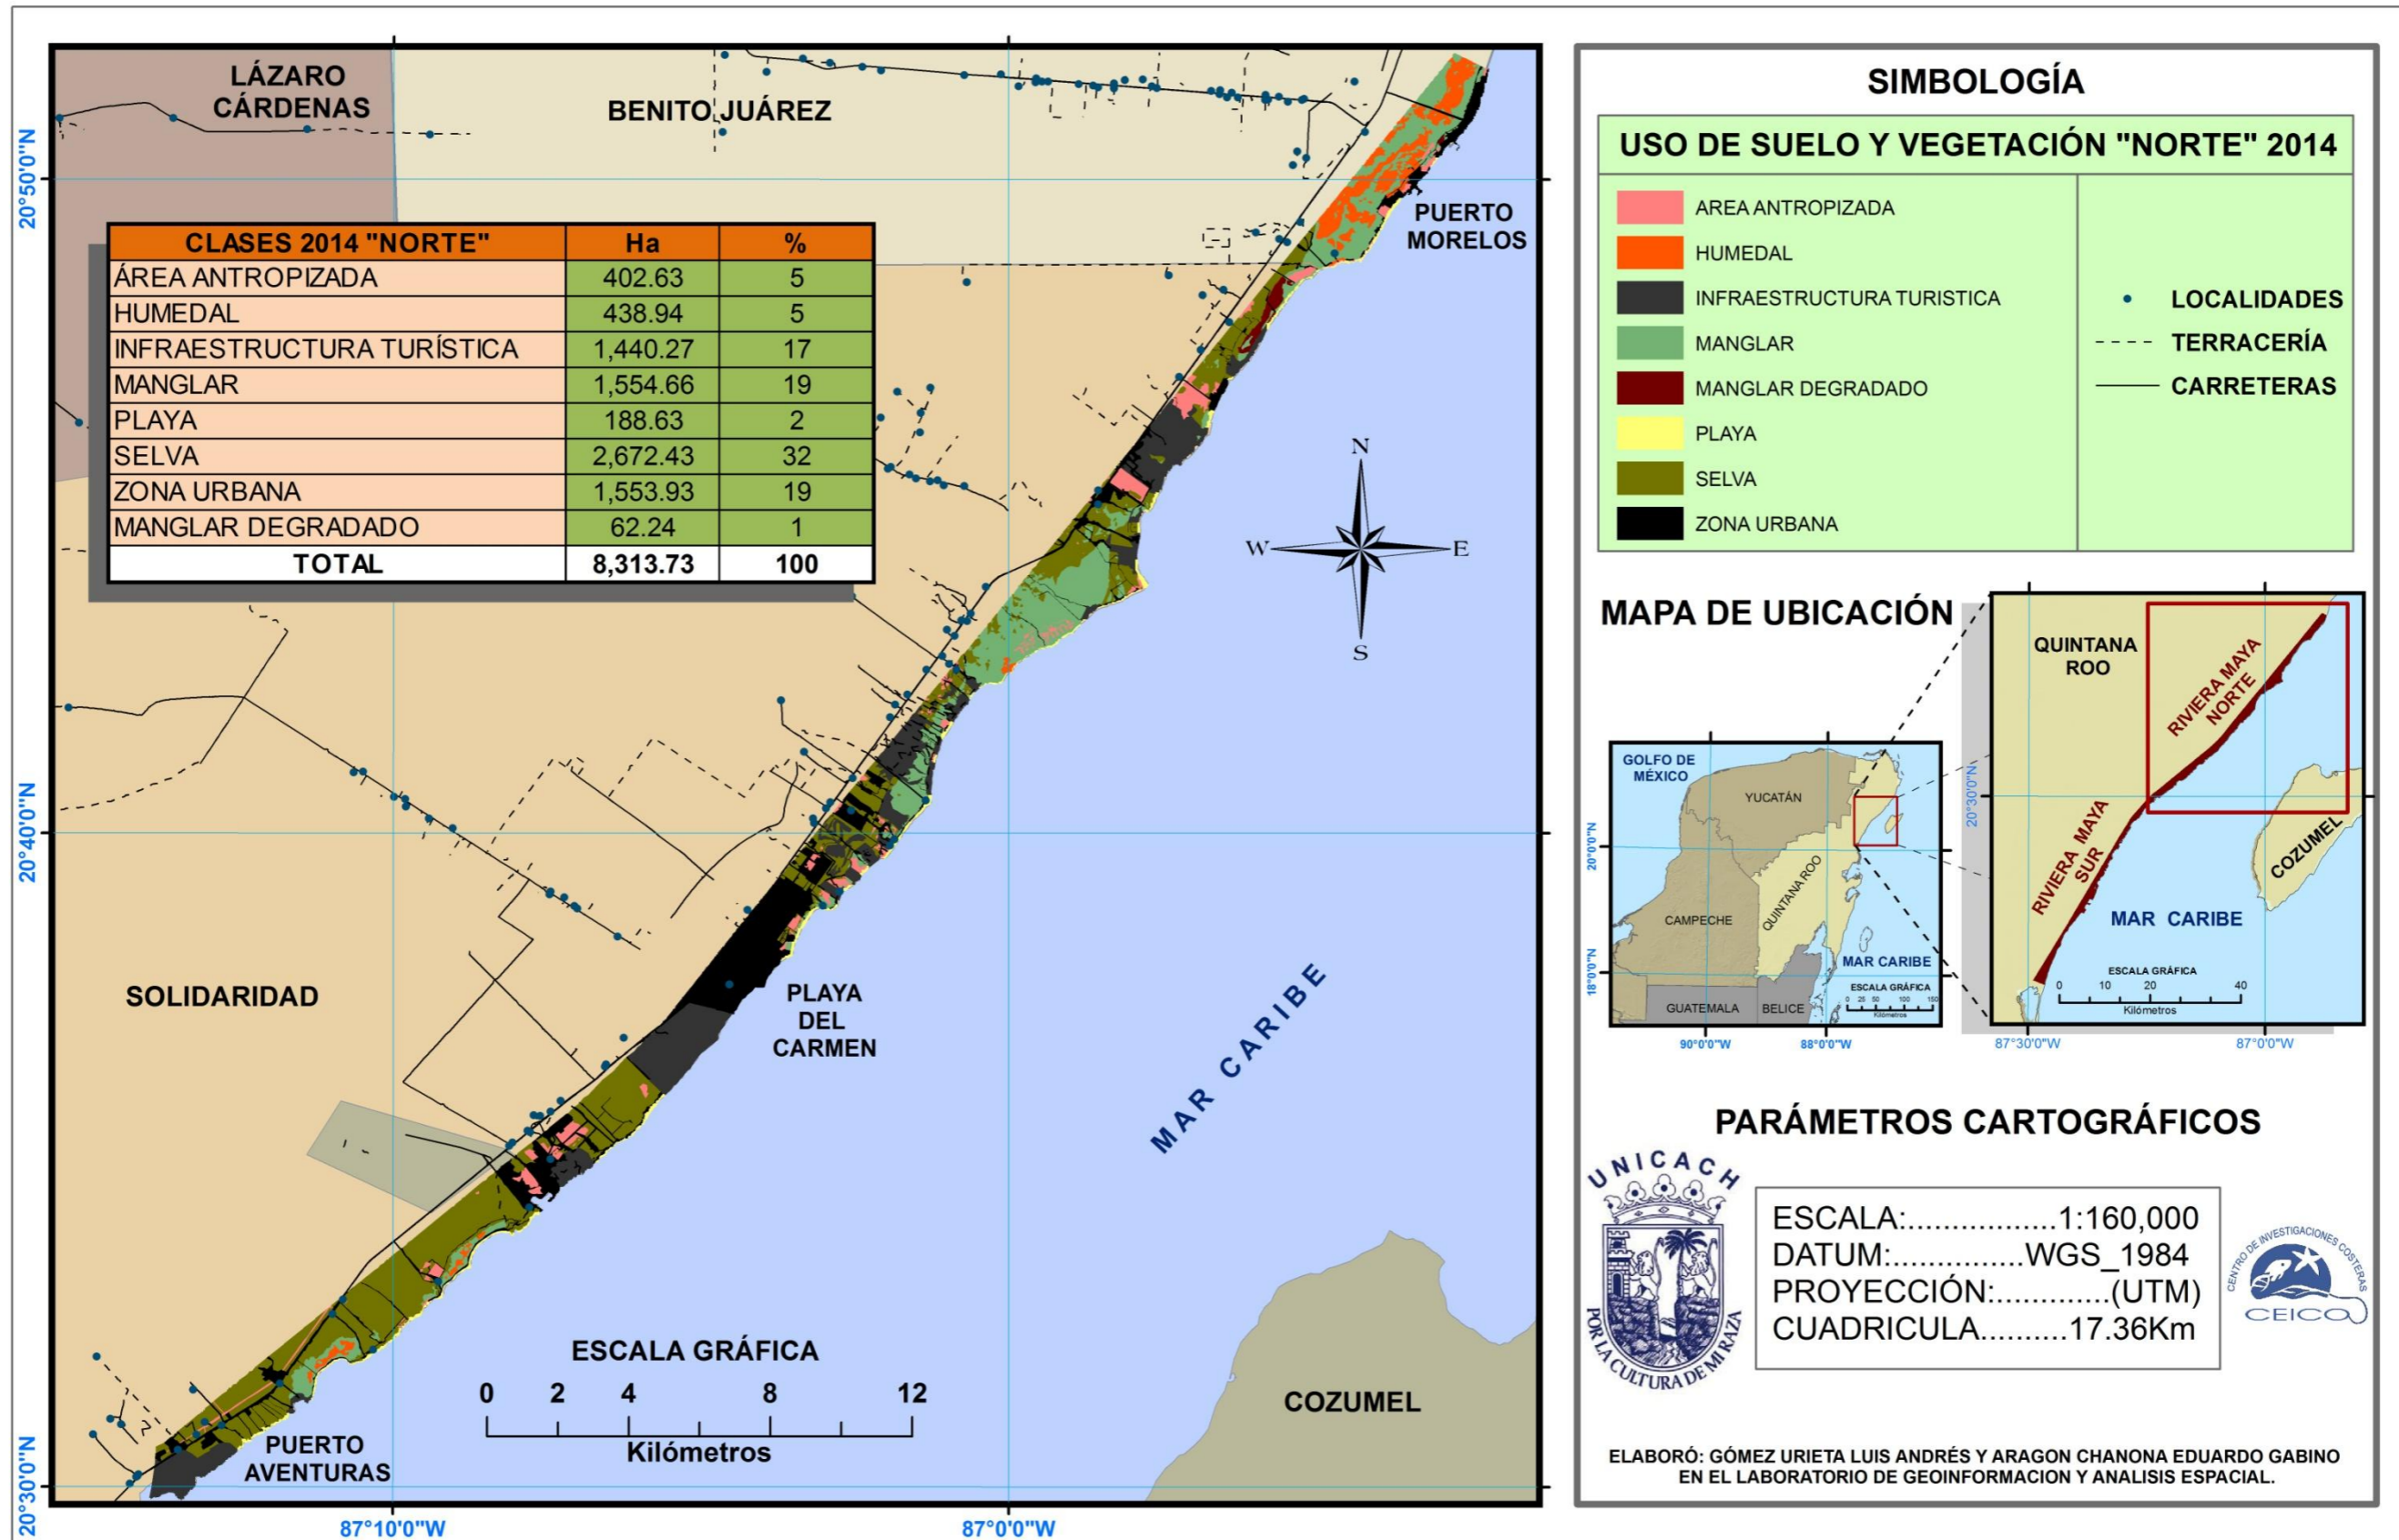 LÁZARO
CÁRDENAS
BENITO JUÁREZ
PUERTO
MORELOS
CLASES 2014 "NORTE" Ha %
ÁREA ANTROPIZADA 402.63 5
HUMEDAL 438.94 5
INFRAESTRUCTURA TURÍSTICA 1,440.27 17
MANGLAR 1,554.66 19
PLAYA 188.63 2
SELVA 2,672.43 32
ZONA URBANA 1,553.93 19
MANGLAR DEGRADADO 62.24 1
TOTAL 8,313.73 100
N
W E
S
SOLIDARIDAD
PLAYA
DEL
CARMEN
MAR CARIBE
ESCALA GRÁFICA
0 2 4 8 12
Kilómetros
COZUMEL
PUERTO
AVENTURAS
20°50'0"N
20°40'0"N
20°30'0"N
87°10'0"W 87°0'0"W
SIMBOLOGÍA
USO DE SUELO Y VEGETACIÓN "NORTE" 2014
AREA ANTROPIZADA
HUMEDAL
INFRAESTRUCTURA TURISTICA
MANGLAR
MANGLAR DEGRADADO
PLAYA
SELVA
ZONA URBANA
LOCALIDADES
TERRACERÍA
CARRETERAS
MAPA DE UBICACIÓN
GOLFO DE
MÉXICO
YUCATÁN
CAMPECHE
QUINTANA ROO
MAR CARIBE
ESCALA GRÁFICA
0 25 50 100 150
Kilómetros
GUATEMALA BELICE
20°0'0"N
18°0'0"N
90°0'0"W 88°0'0"W
QUINTANA
ROO
RIVIERA MAYA
NORTE
RIVIERA MAYA
SUR
COZUMEL
MAR CARIBE
ESCALA GRÁFICA
0 10 20 40
Kilómetros
20°30'0"N
87°30'0"W 87°0'0"W
PARÁMETROS CARTOGRÁFICOS
UNICACH
POR LA CULTURA DE MI RAZA
ESCALA:.................1:160,000
DATUM:...............WGS_1984
PROYECCIÓN:.............(UTM)
CUADRICULA..........17.36Km
CENTRO DE INVESTIGACIONES COSTERAS
CEICO
ELABORÓ: GÓMEZ URIETA LUIS ANDRÉS Y ARAGON CHANONA EDUARDO GABINO
EN EL LABORATORIO DE GEOINFORMACION Y ANALISIS ESPACIAL.